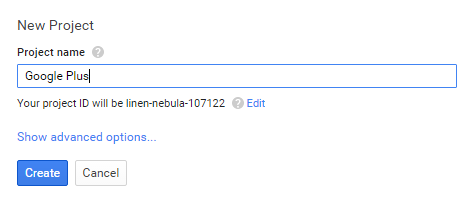 New Project
Project name ?
Google Plus
Your project ID will be linen-nebula-107122 ? Edit
Show advanced options...
Create Cancel